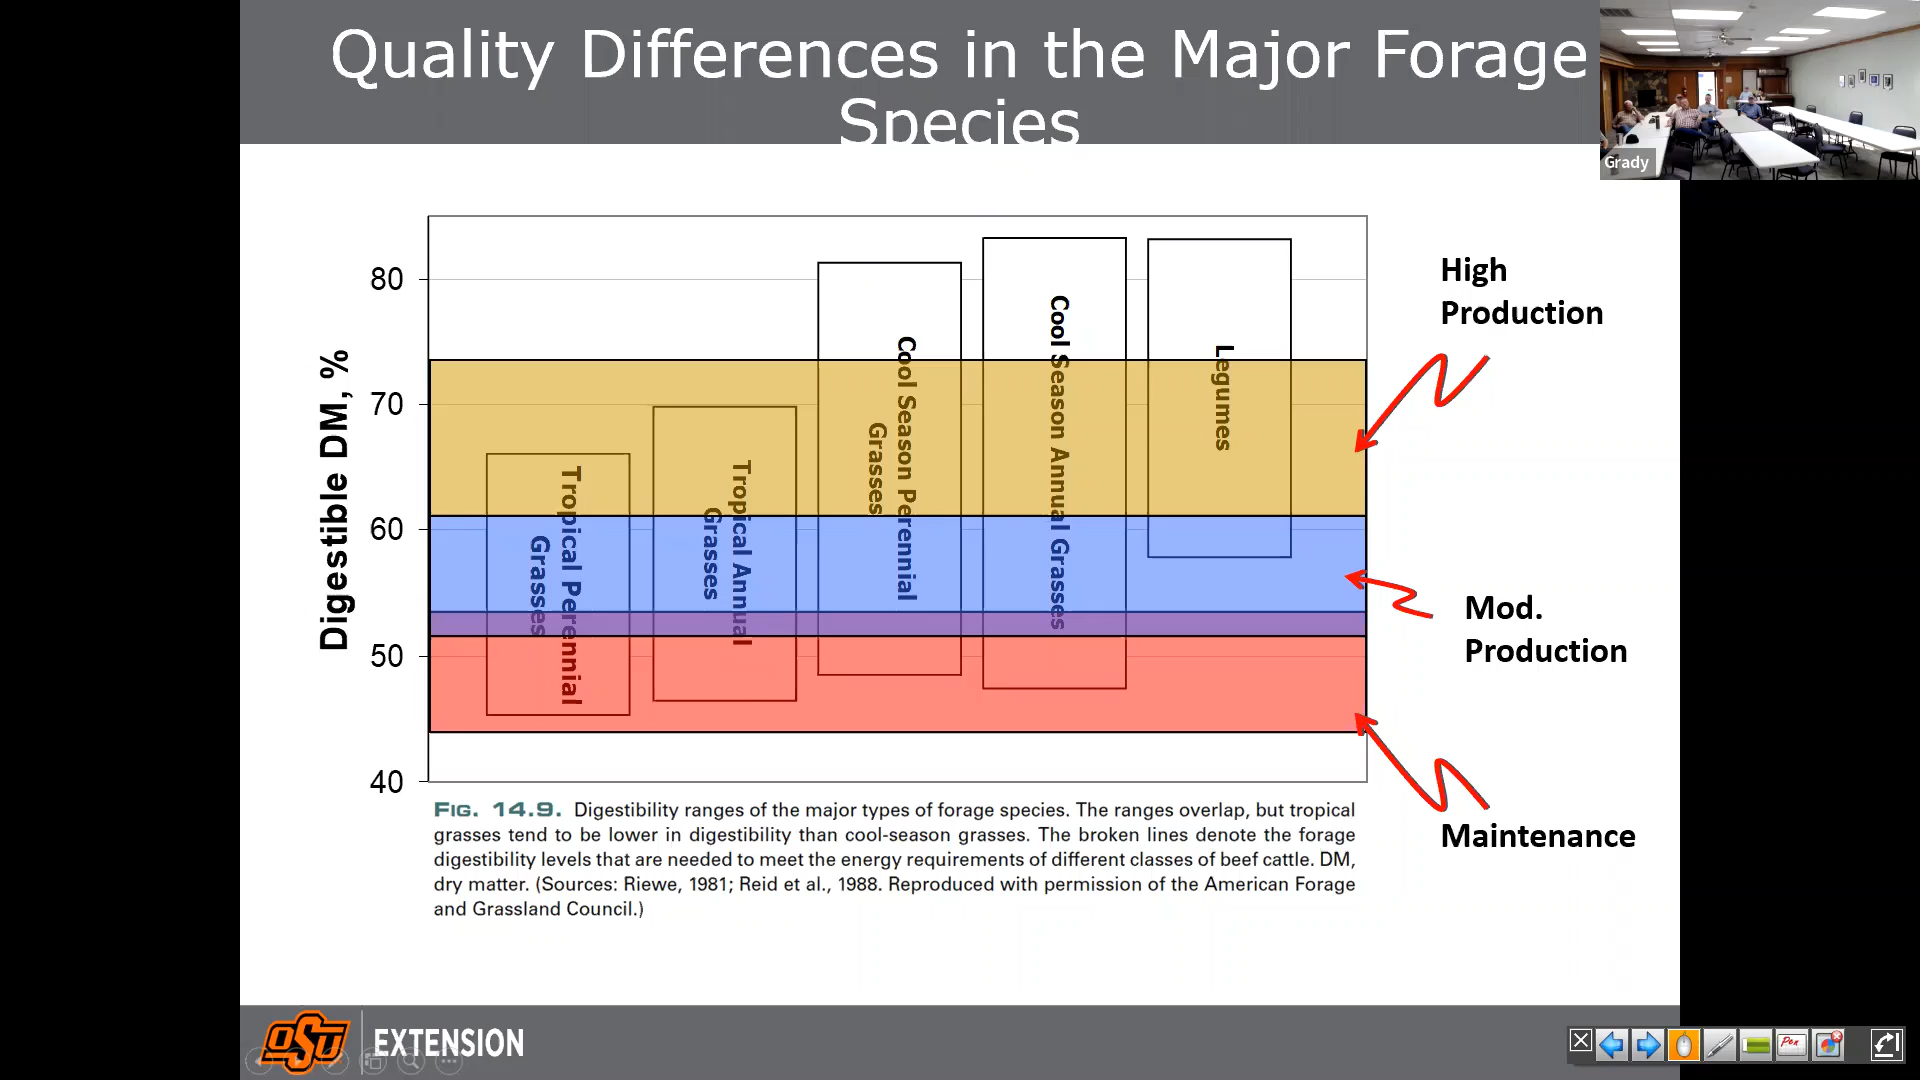 Quality Differences in the Major Forage
Species
Grady
High
Production
80
70
60
50
40
Digestible DM, %
Tropical Perennial
Grasses
Tropical Annual
Grasses
Cool Season Perennial
Grasses
Cool Season Annual Grasses
Legumes
Mod.
Production
Maintenance
FIG. 14.9. Digestibility ranges of the major types of forage species. The ranges overlap, but tropical
grasses tend to be lower in digestibility than cool-season grasses. The broken lines denote the forage
digestibility levels that are needed to meet the energy requirements of different classes of beef cattle. DM,
dry matter. (Sources: Riewe, 1981; Reid et al., 1988. Reproduced with permission of the American Forage
and Grassland Council.)
OSU
EXTENSION
Pen